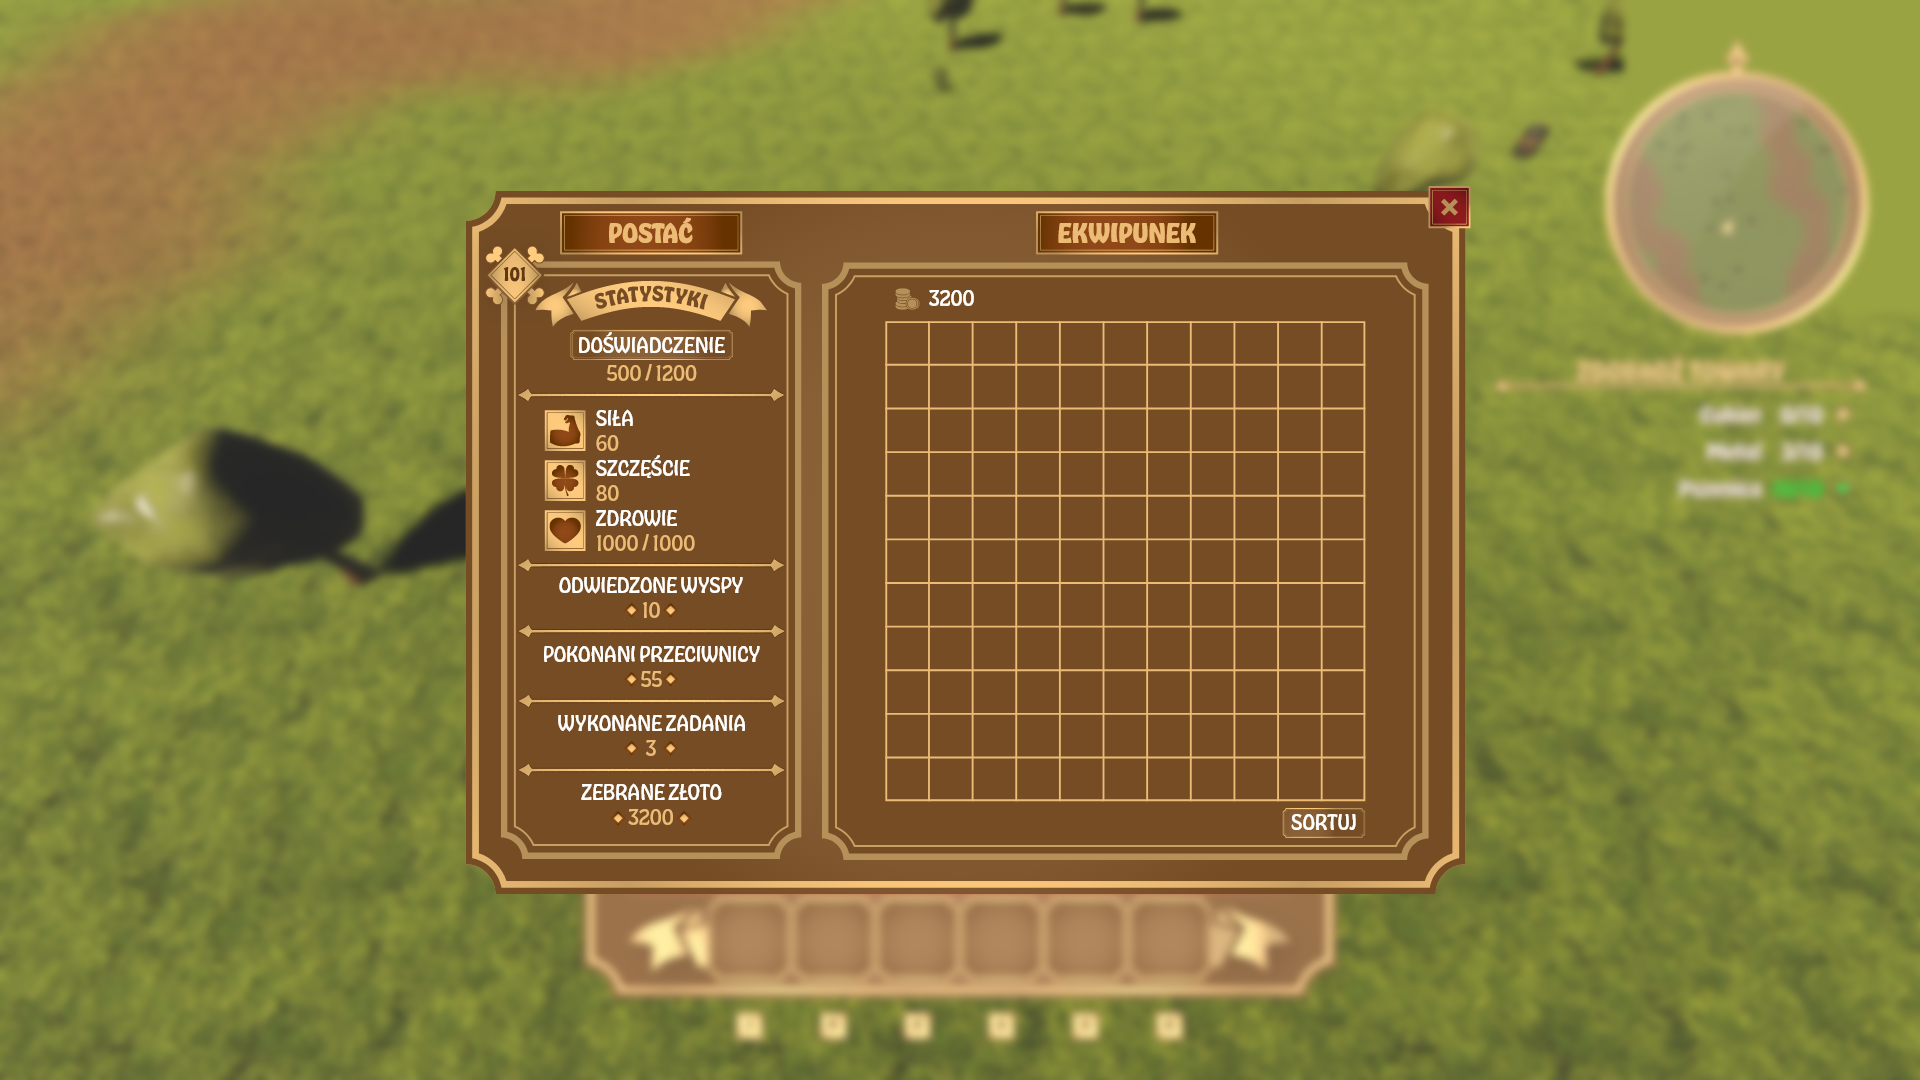 POSTAĆ
EKWIPUNEK
101
STATYSTYKI
DOŚWIADCZENIE
500 / 1200
SIŁA
60
SZCZĘŚCIE
80
ZDROWIE
1000 / 1000
ODWIEDZONE WYSPY
10
POKONANI PRZECIWNICY
55
WYKONANE ZADANIA
3
ZEBRANE ZŁOTO
3200
3200
SORTUJ